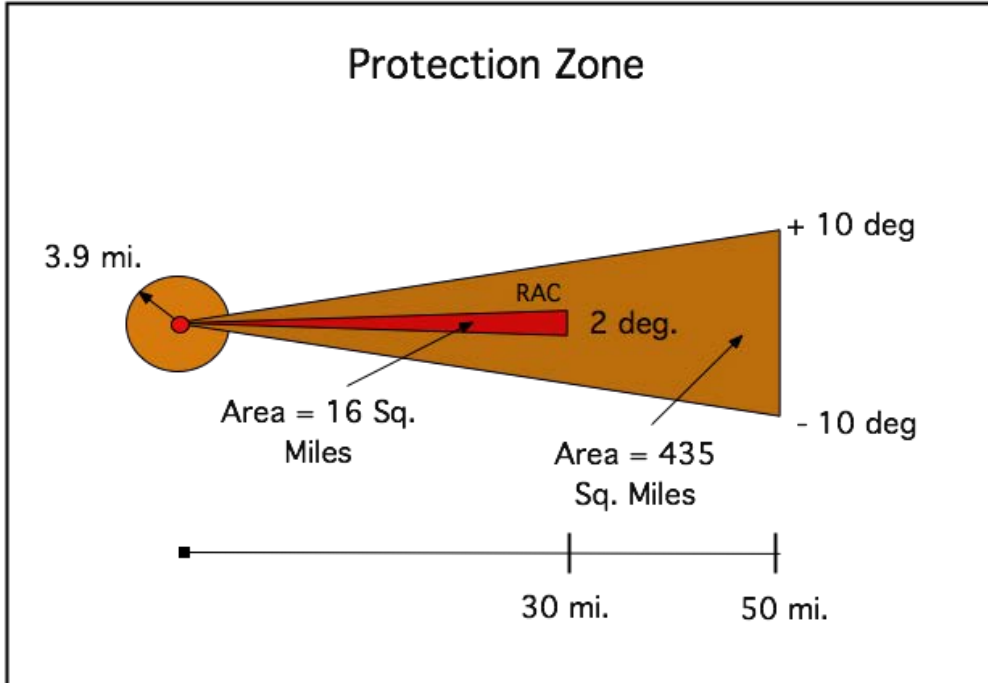 Protection Zone
+ 10 deg
3.9 mi.
RAC
2 deg.
Area = 16 Sq.
Miles
- 10 deg
Area = 435
Sq. Miles
30 mi.
50 mi.